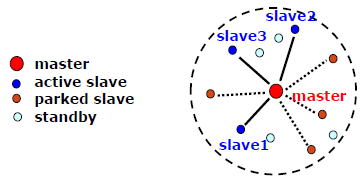 slave2
slave3
master
active slave
parked slave
standby
master
slave1